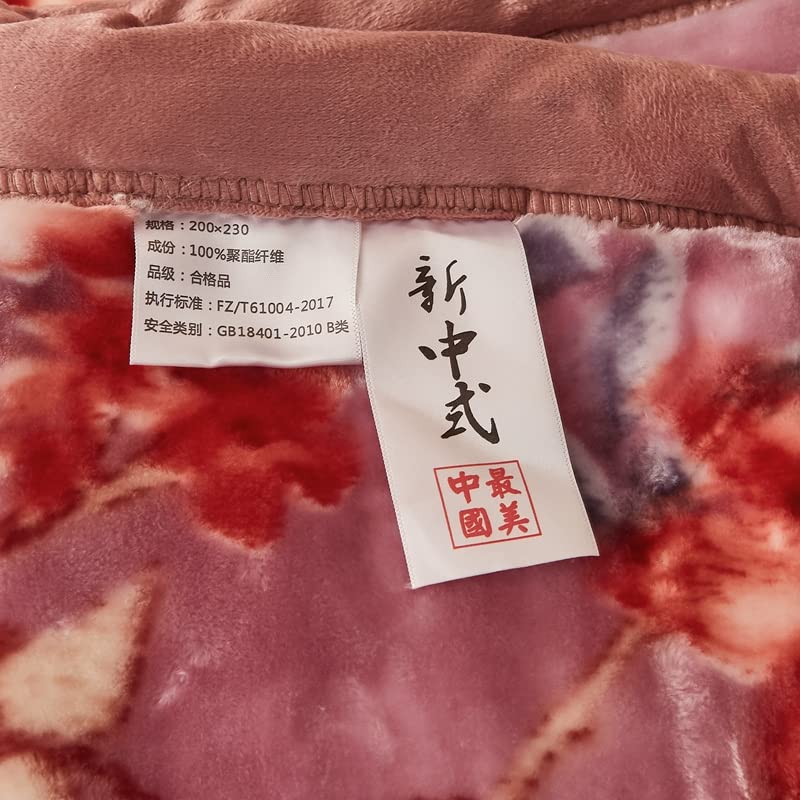 规格：200×230
成份：100%聚酯纤维
品级：合格品
执行标准：FZ/T61004-2017
安全类别：GB18401-2010 B类
新中式
最美
中國